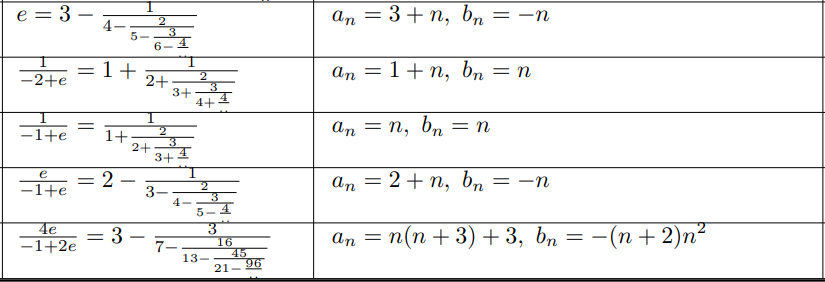 e = 3 − 1/(4 − 2/(5 − 3/(6 − 4/⋱)))    a_n = 3 + n, b_n = −n
1/(−2+e) = 1 + 1/(2 + 2/(3 + 3/(4 + 4/⋱)))    a_n = 1 + n, b_n = n
1/(−1+e) = 1/(1 + 2/(2 + 3/(3 + 4/⋱)))    a_n = n, b_n = n
e/(−1+e) = 2 − 1/(3 − 2/(4 − 3/(5 − 4/⋱)))    a_n = 2 + n, b_n = −n
4e/(−1+2e) = 3 − 3/(7 − 16/(13 − 45/(21 − 96/⋱)))    a_n = n(n + 3) + 3, b_n = −(n + 2)n²